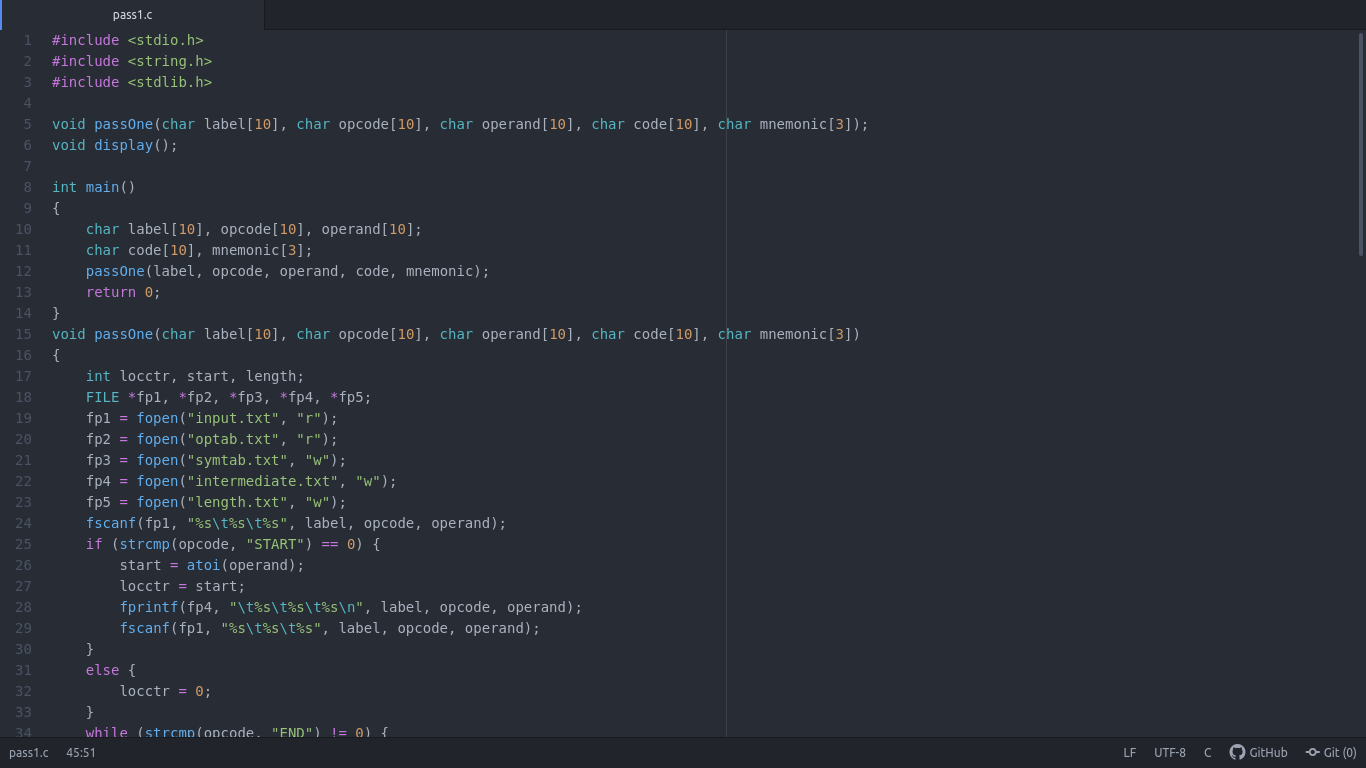 pass1.c
1 #include <stdio.h>
2 #include <string.h>
3 #include <stdlib.h>
4
5 void passOne(char label[10], char opcode[10], char operand[10], char code[10], char mnemonic[3]);
6 void display();
7
8 int main()
9 {
10     char label[10], opcode[10], operand[10];
11     char code[10], mnemonic[3];
12     passOne(label, opcode, operand, code, mnemonic);
13     return 0;
14 }
15 void passOne(char label[10], char opcode[10], char operand[10], char code[10], char mnemonic[3])
16 {
17     int locctr, start, length;
18     FILE *fp1, *fp2, *fp3, *fp4, *fp5;
19     fp1 = fopen("input.txt", "r");
20     fp2 = fopen("optab.txt", "r");
21     fp3 = fopen("symtab.txt", "w");
22     fp4 = fopen("intermediate.txt", "w");
23     fp5 = fopen("length.txt", "w");
24     fscanf(fp1, "%s\t%s\t%s", label, opcode, operand);
25     if (strcmp(opcode, "START") == 0) {
26         start = atoi(operand);
27         locctr = start;
28         fprintf(fp4, "\t%s\t%s\t%s\n", label, opcode, operand);
29         fscanf(fp1, "%s\t%s\t%s", label, opcode, operand);
30     }
31     else {
32         locctr = 0;
33     }
34     while (strcmp(opcode, "END") != 0) {
pass1.c 45:51 LF UTF-8 C GitHub Git (0)